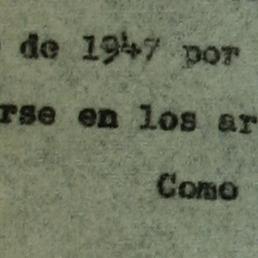 de 1947 por
rse en los ar
Como